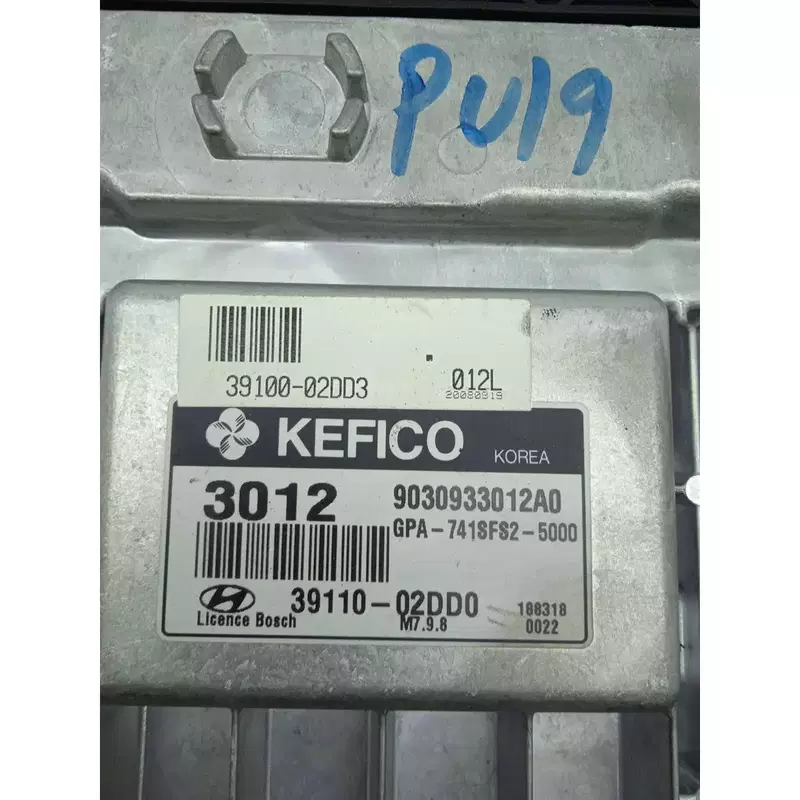 PU19
39100-02DD3
012L
20080919
KEFICO
KOREA
3012
9030933012A0
GPA-741SFS2-5000
39110-02DD0
Licence Bosch
M7.9.8
188318
0022